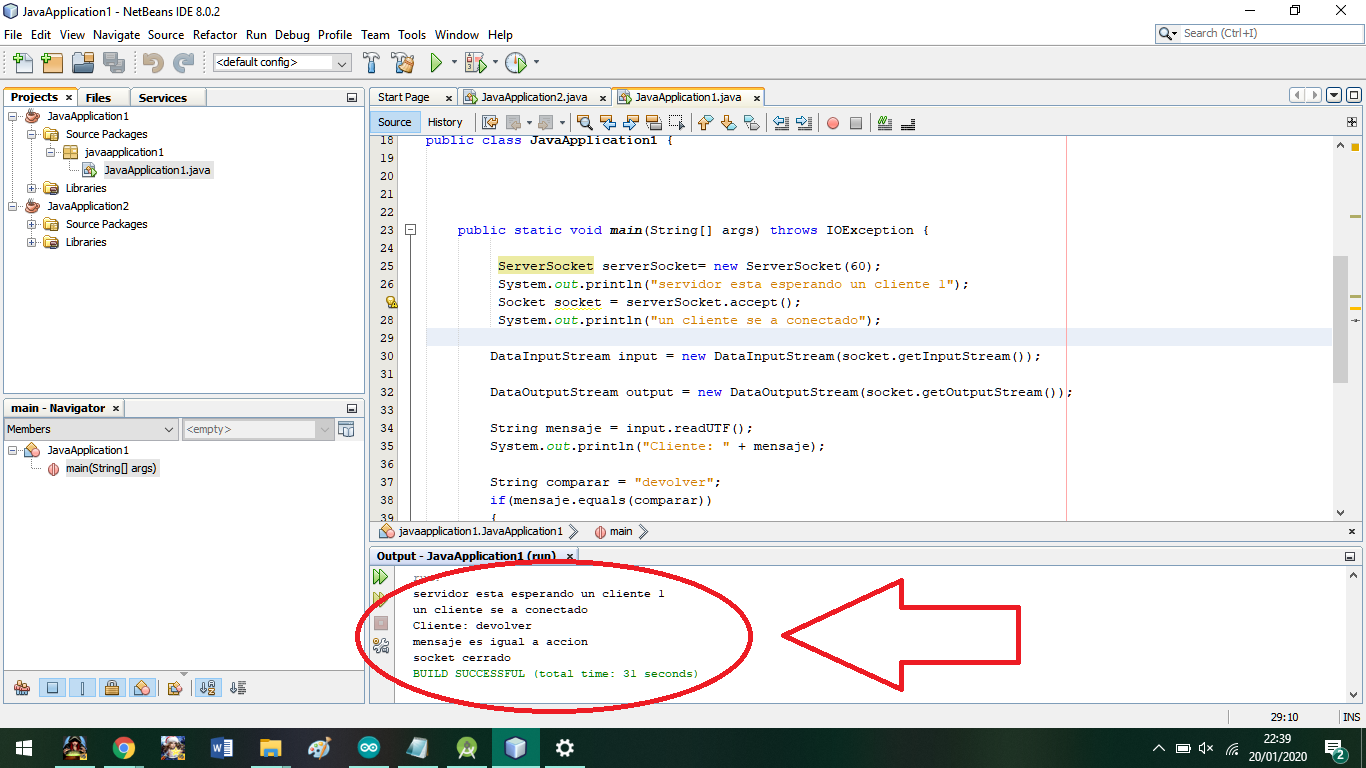 JavaApplication1 - NetBeans IDE 8.0.2
File Edit View Navigate Source Refactor Run Debug Profile Team Tools Window Help
Search (Ctrl+I)
<default config>
Projects Files Services
JavaApplication1
Source Packages
javaapplication1
JavaApplication1.java
Libraries
JavaApplication2
Source Packages
Libraries
main - Navigator
Members
<empty>
JavaApplication1
main(String[] args)
Start Page JavaApplication2.java JavaApplication1.java
Source History
18 public class JavaApplication1 {
19
20
21
22
23 public static void main(String[] args) throws IOException {
24
25 ServerSocket serverSocket= new ServerSocket(60);
26 System.out.println("servidor esta esperando un cliente 1");
Socket socket = serverSocket.accept();
28 System.out.println("un cliente se a conectado");
29
30 DataInputStream input = new DataInputStream(socket.getInputStream());
31
32 DataOutputStream output = new DataOutputStream(socket.getOutputStream());
33
34 String mensaje = input.readUTF();
35 System.out.println("Cliente: " + mensaje);
36
37 String comparar = "devolver";
38 if(mensaje.equals(comparar))
39 {
javaapplication1.JavaApplication1 main
Output - JavaApplication1 (run)
run:
servidor esta esperando un cliente 1
un cliente se a conectado
Cliente: devolver
mensaje es igual a accion
socket cerrado
BUILD SUCCESSFUL (total time: 31 seconds)
29:10 INS
22:39
20/01/2020
2